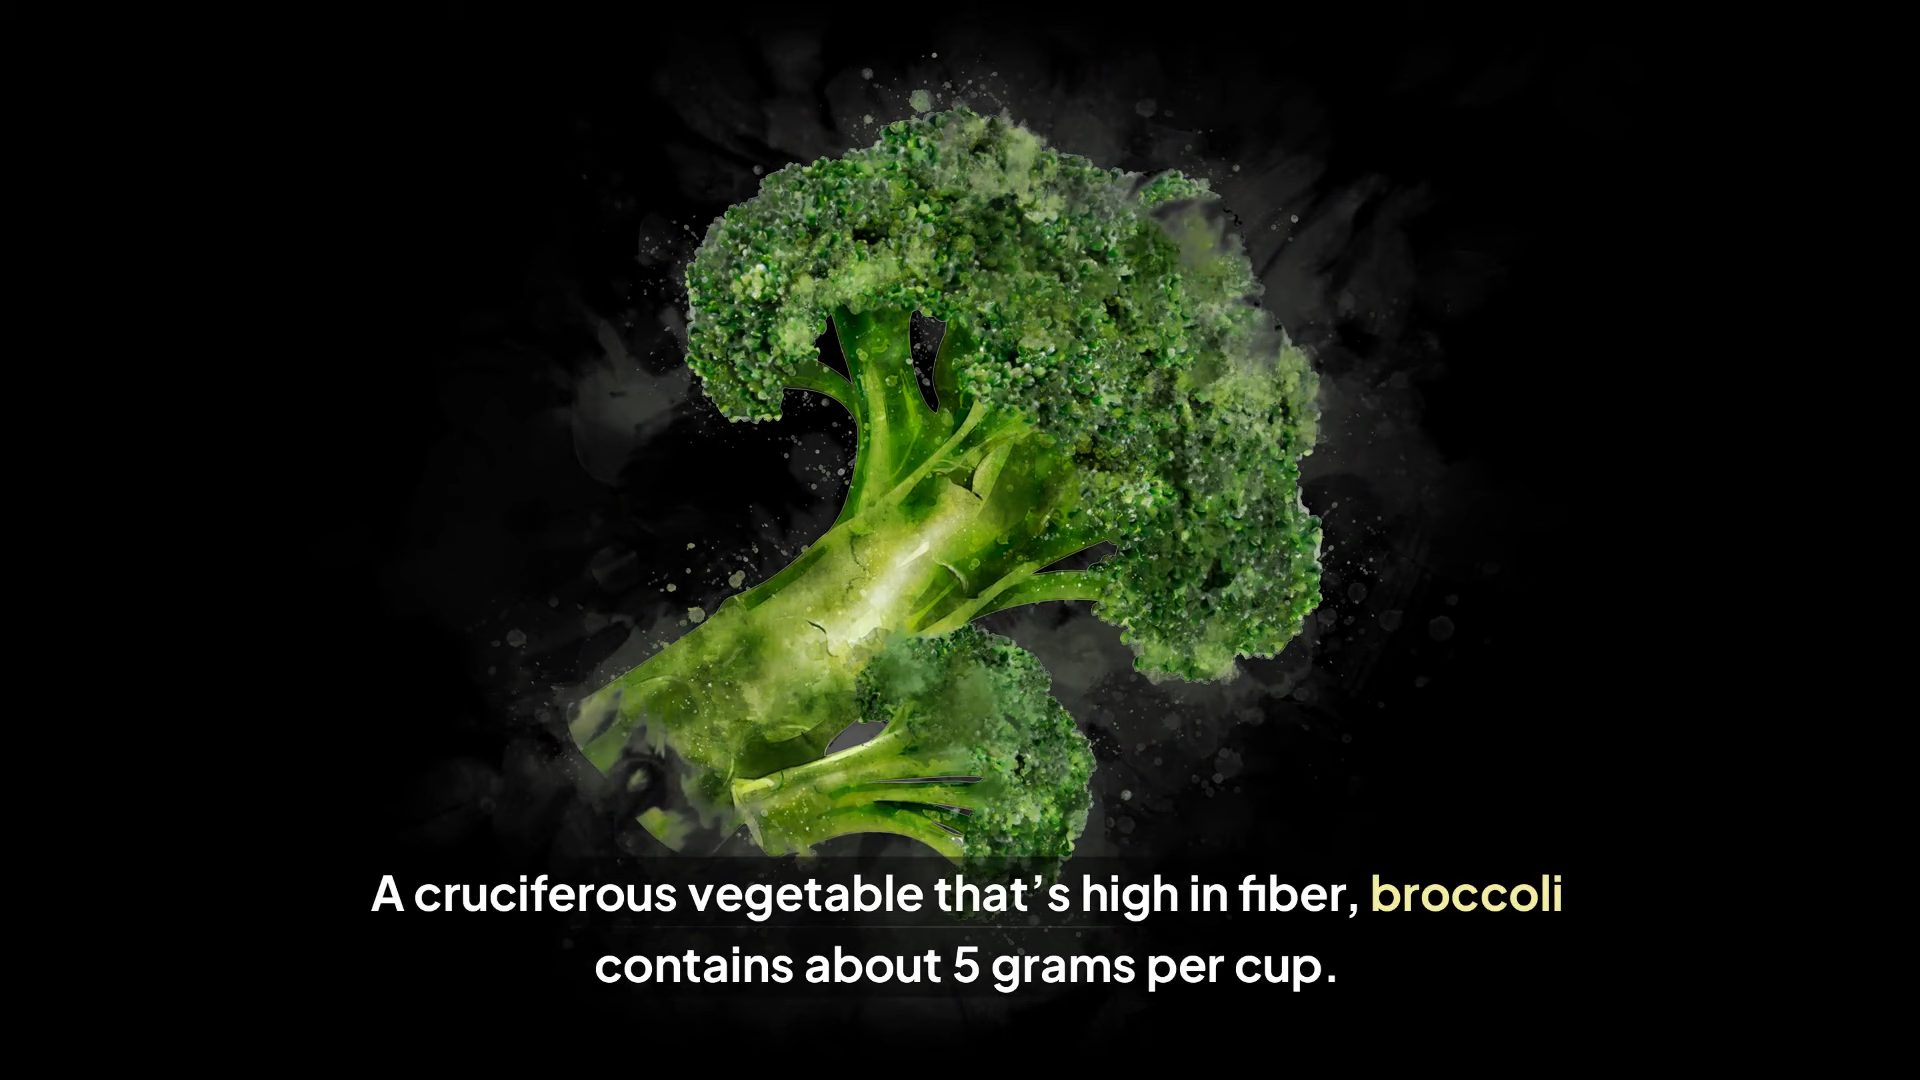 A cruciferous vegetable that’s high in fiber, broccoli
contains about 5 grams per cup.